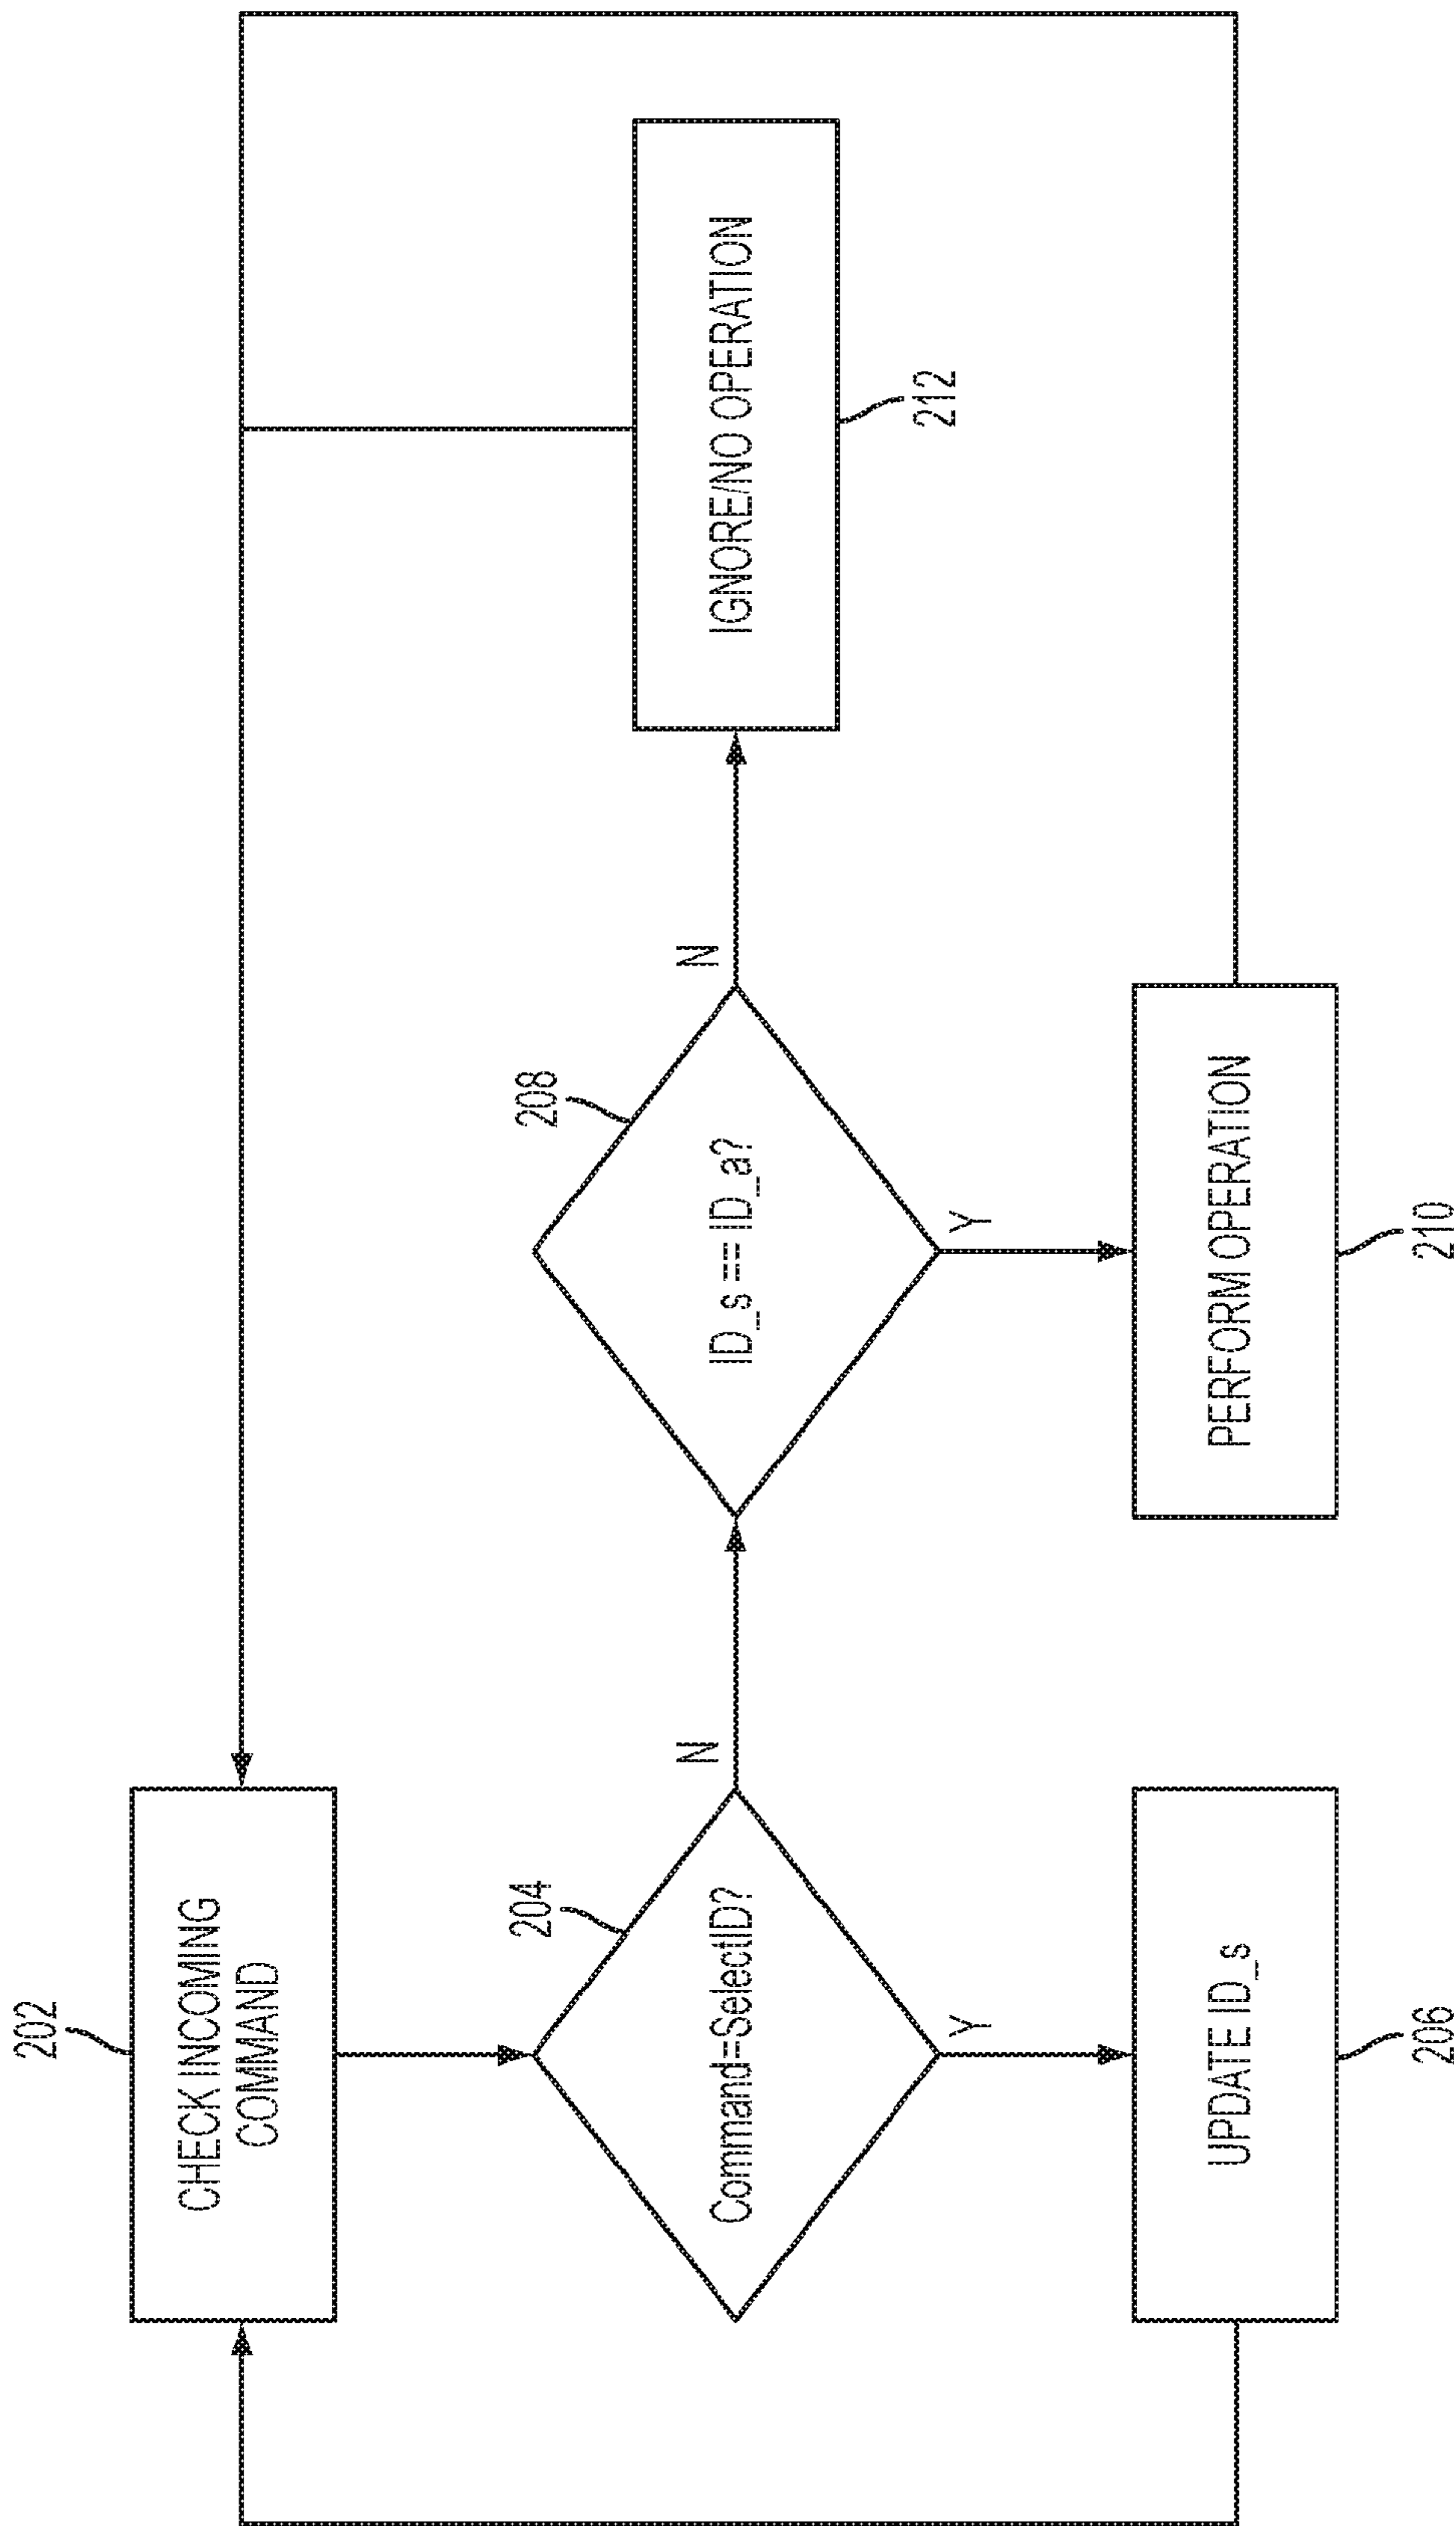 202
CHECK INCOMING
COMMAND
204
Command=SelectID?
N
Y
UPDATE ID_s
206
208
ID_s == ID_a?
N
Y
PERFORM OPERATION
210
IGNORE/NO OPERATION
212